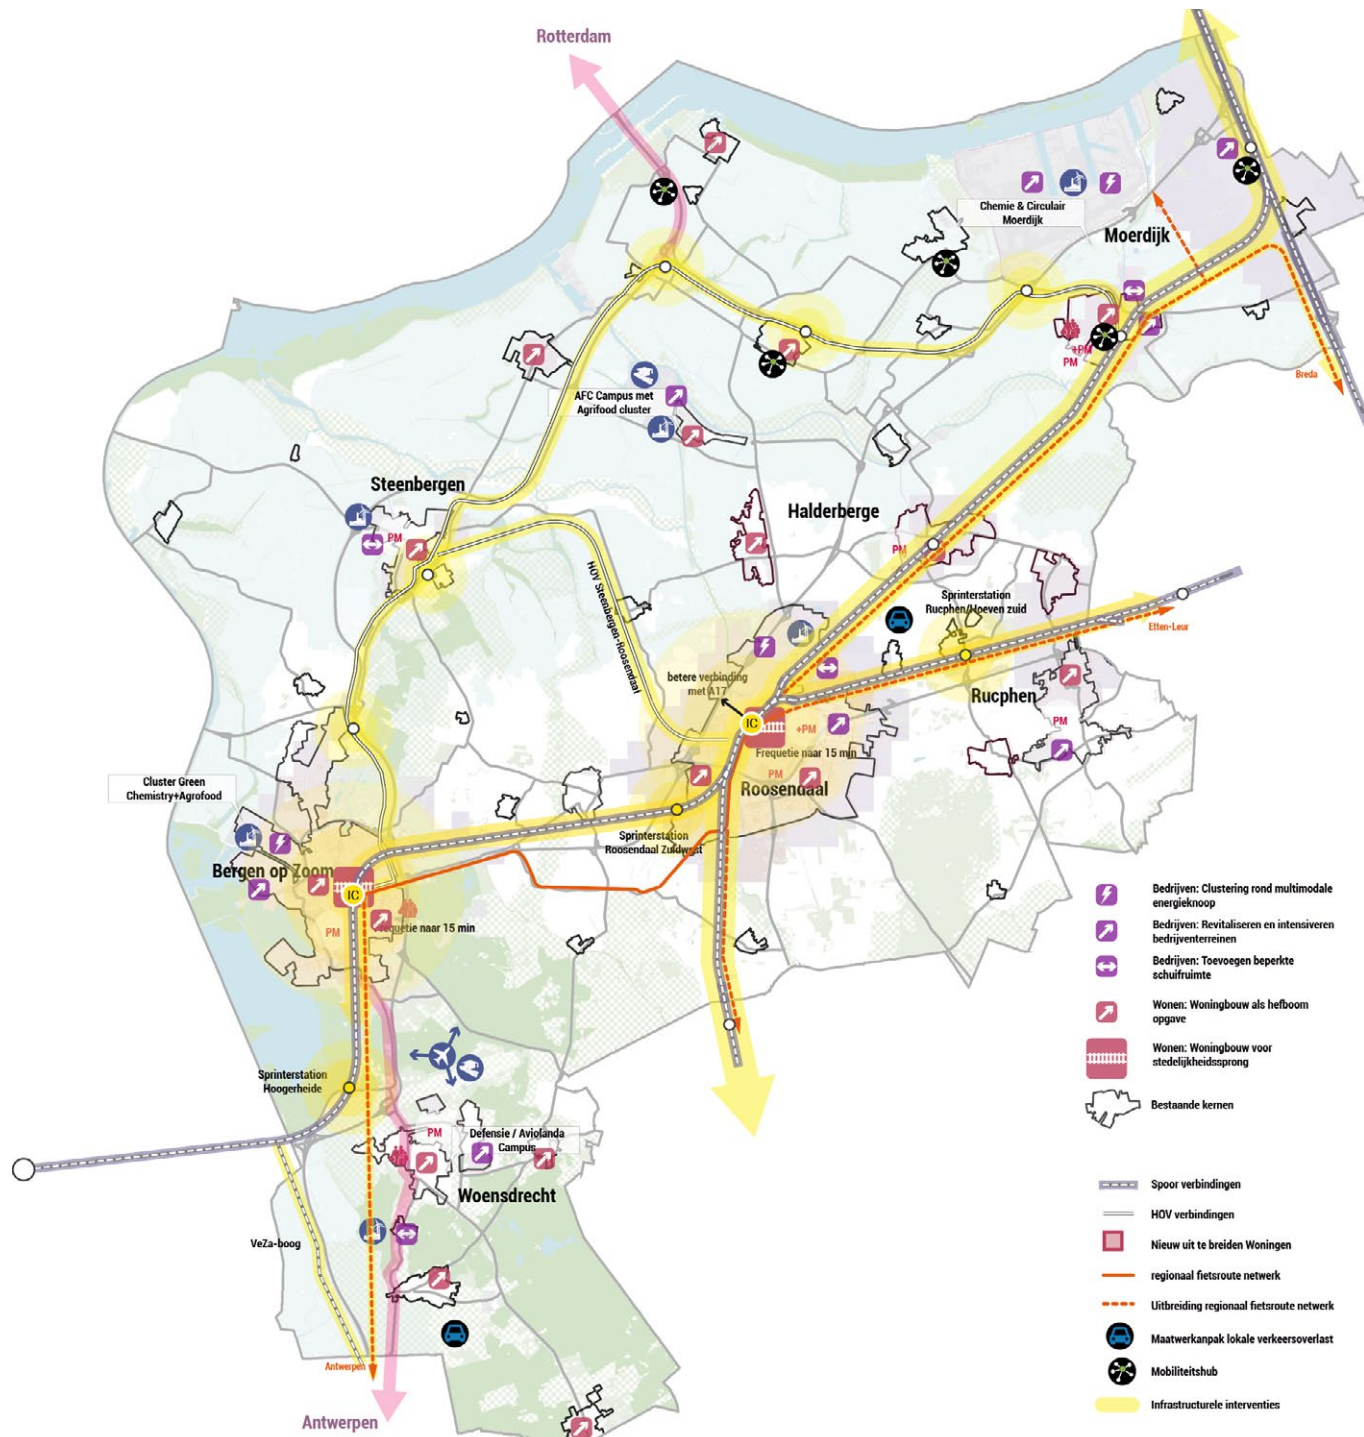 Rotterdam
Chemie & Circulair
Moerdijk
Moerdijk
+PM
PM
Breda
AFC Campus met
Agrifood cluster
Steenbergen
PM
Halderberge
PM
HOV Steenbergen-Roosendaal
Sprinterstation
Rucphen/Hoeven zuid
Etten-Leur
betere verbinding
met A17
Rucphen
PM
IC
+PM
Frequetie naar 15 min
PM
Roosendaal
Cluster Green
Chemistry+Agrofood
Sprinterstation
Roosendaal Zuidwest
Bergen op Zoom
IC
PM
Frequetie naar 15 min
Sprinterstation
Hoogerheide
PM
Defensie / Aviolanda
Campus
Woensdrecht
VeZa-boog
Antwerpen
Antwerpen
Bedrijven: Clustering rond multimodale
energieknoop
Bedrijven: Revitaliseren en intensiveren
bedrijventerreinen
Bedrijven: Toevoegen beperkte
schuifruimte
Wonen: Woningbouw als hefboom
opgave
Wonen: Woningbouw voor
stedelijkheidssprong
Bestaande kernen
Spoor verbindingen
HOV verbindingen
Nieuw uit te breiden Woningen
regionaal fietsroute netwerk
Uitbreiding regionaal fietsroute netwerk
Maatwerkanpak lokale verkeersoverlast
Mobiliteitshub
Infrastructurele interventies